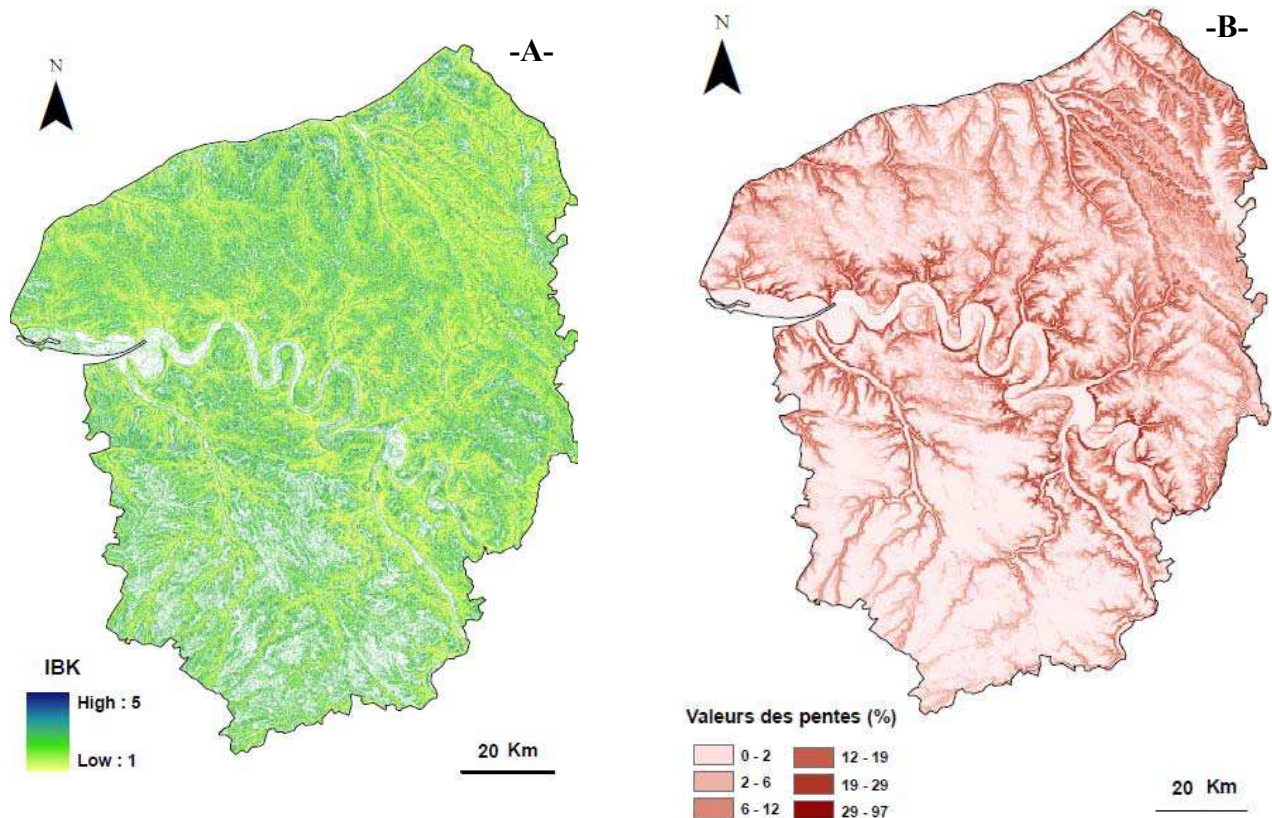 -A-
N
IBK
High : 5
Low : 1
20 Km
-B-
N
Valeurs des pentes (%)
0 - 2
12 - 19
2 - 6
19 - 29
6 - 12
29 - 97
20 Km